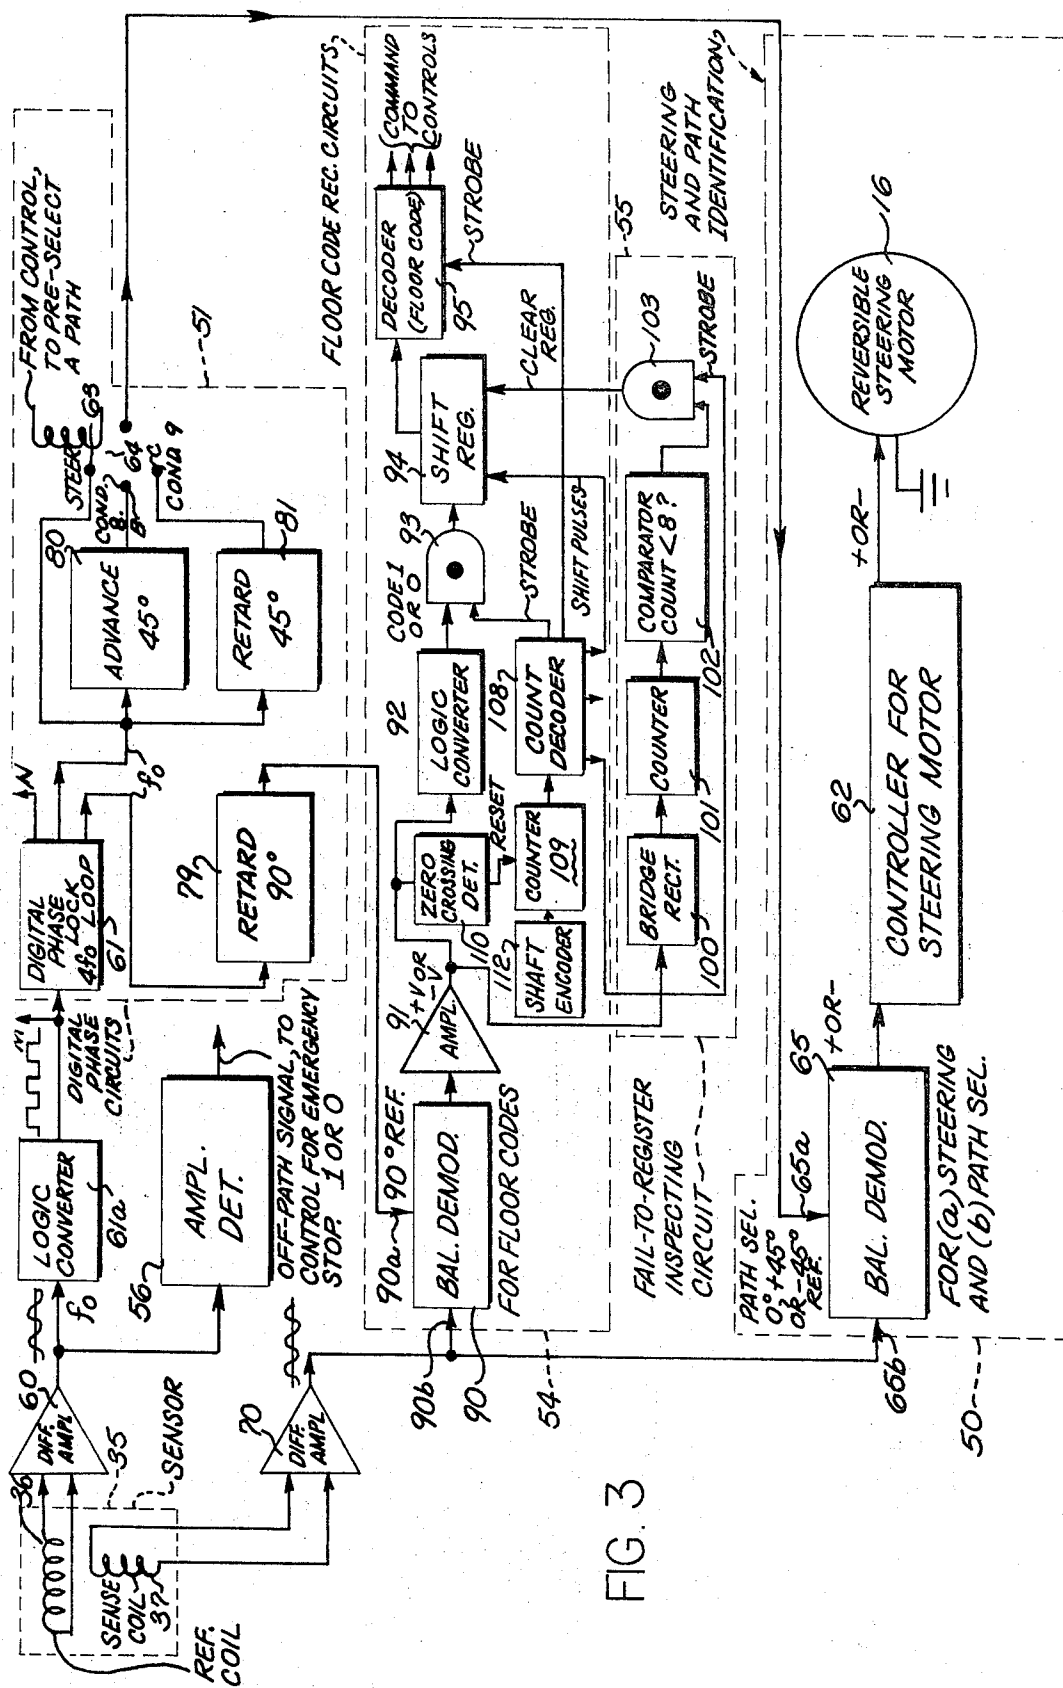 FROM CONTROL,
TO PRE-SELECT
A PATH
51
63
STEER
64
COND.
8.
B
C
COND 9
80
ADVANCE
45°
RETARD
45°
81
N
f0
DIGITAL
PHASE
LOCK
4f0 LOOP
61
79
RETARD
90°
DIGITAL
PHASE
CIRCUITS
LOGIC
CONVERTER
61a
f0
56
AMPL.
DET.
OFF-PATH SIGNAL, TO
CONTROL FOR EMERGENCY
STOP. 1 OR 0
60
DIFF.
AMPL
36
35
SENSOR
SENSE
COIL
37
REF.
COIL
70
DIFF.
AMPL
FLOOR CODE REC. CIRCUITS
COMMAND
TO
CONTROLS
DECODER
(FLOOR CODE)
95
STROBE
94
SHIFT
REG.
CLEAR
REG.
93
CODE 1
OR 0
STROBE
SHIFT PULSES
92
LOGIC
CONVERTER
108
COUNT
DECODER
ZERO
CROSSING
DET.
110
RESET
COUNTER
109
112
SHAFT
ENCODER
91
+V OR
-V
AMPL.
90a
90° REF.
BAL. DEMOD.
FOR FLOOR CODES
90b
90
54
55
103
STROBE
COMPARATOR
COUNT < 8?
102
COUNTER
101
BRIDGE
RECT.
100
FAIL-TO-REGISTER
INSPECTING
CIRCUIT
STEERING
AND PATH
IDENTIFICATION
REVERSIBLE
STEERING
MOTOR
16
+OR-
62
CONTROLLER FOR
STEERING MOTOR
+OR-
65
65a
PATH SEL.
0° +45°
OR -45°
REF.
BAL. DEMOD.
65b
FOR (a) STEERING
AND (b) PATH SEL.
50
FIG. 3